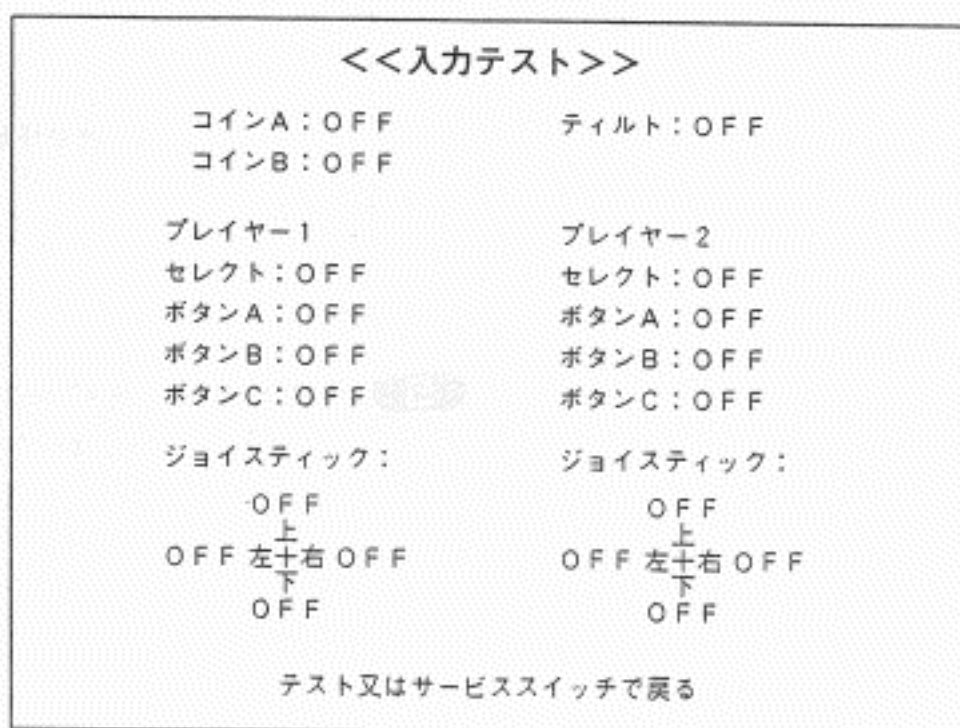 <<入力テスト>>
コインA：OFF　ティルト：OFF
コインB：OFF
プレイヤー1　プレイヤー2
セレクト：OFF　セレクト：OFF
ボタンA：OFF　ボタンA：OFF
ボタンB：OFF　ボタンB：OFF
ボタンC：OFF　ボタンC：OFF
ジョイスティック：　ジョイスティック：
OFF　OFF
上　上
OFF 左十右 OFF　OFF 左十右 OFF
下　下
OFF　OFF
テスト又はサービススイッチで戻る